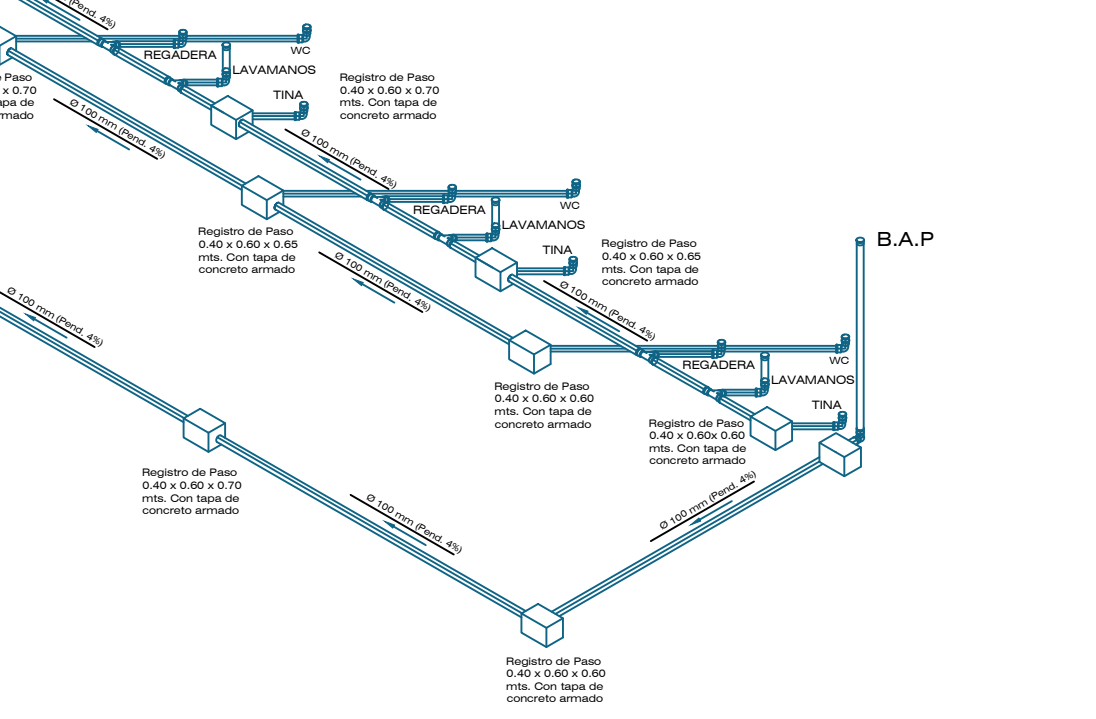 (Pend. 4%)
REGADERA
WC
LAVAMANOS
TINA
Paso
x 0.70
Registro de Paso
0.40 x 0.60 x 0.70
mts. Con tapa de
concreto armado
Ø 100 mm (Pend. 4%)
Ø 100 mm (Pend. 4%)
REGADERA
WC
LAVAMANOS
TINA
Registro de Paso
0.40 x 0.60 x 0.65
mts. Con tapa de
concreto armado
Registro de Paso
0.40 x 0.60 x 0.65
mts. Con tapa de
concreto armado
B.A.P
Ø 100 mm (Pend. 4%)
Ø 100 mm (Pend. 4%)
Ø 100 mm (Pend. 4%)
REGADERA
WC
LAVAMANOS
TINA
Registro de Paso
0.40 x 0.60 x 0.60
mts. Con tapa de
concreto armado
Registro de Paso
0.40 x 0.60x 0.60
mts. Con tapa de
concreto armado
Registro de Paso
0.40 x 0.60 x 0.70
mts. Con tapa de
concreto armado
Ø 100 mm (Pend. 4%)
Ø 100 mm (Pend. 4%)
Registro de Paso
0.40 x 0.60 x 0.60
mts. Con tapa de
concreto armado